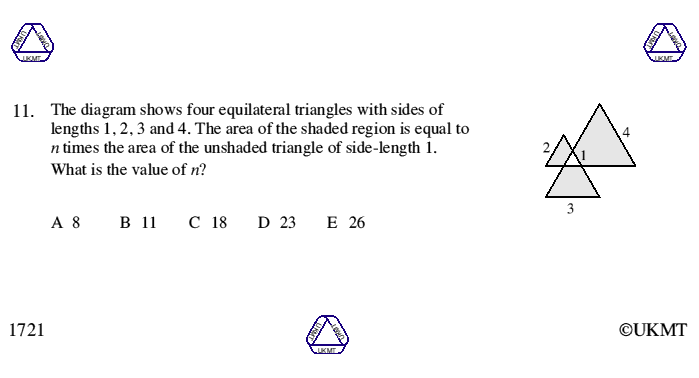 UKMT UKMT UKMT
UKMT UKMT UKMT
11. The diagram shows four equilateral triangles with sides of
lengths 1, 2, 3 and 4. The area of the shaded region is equal to
n times the area of the unshaded triangle of side-length 1.
What is the value of n?
4
2
1
3
A 8 B 11 C 18 D 23 E 26
1721
UKMT UKMT UKMT
©UKMT